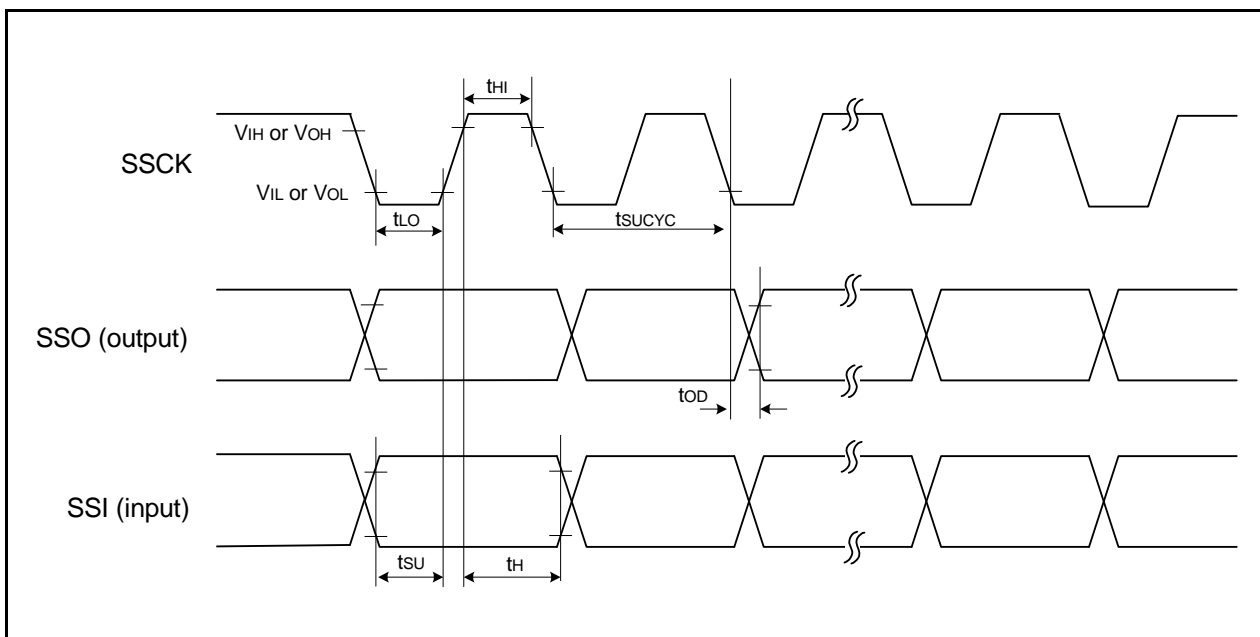 tHI
VIH or VOH
SSCK
VIL or VOL
tLO
tSUCYC
SSO (output)
tOD
SSI (input)
tSU
tH